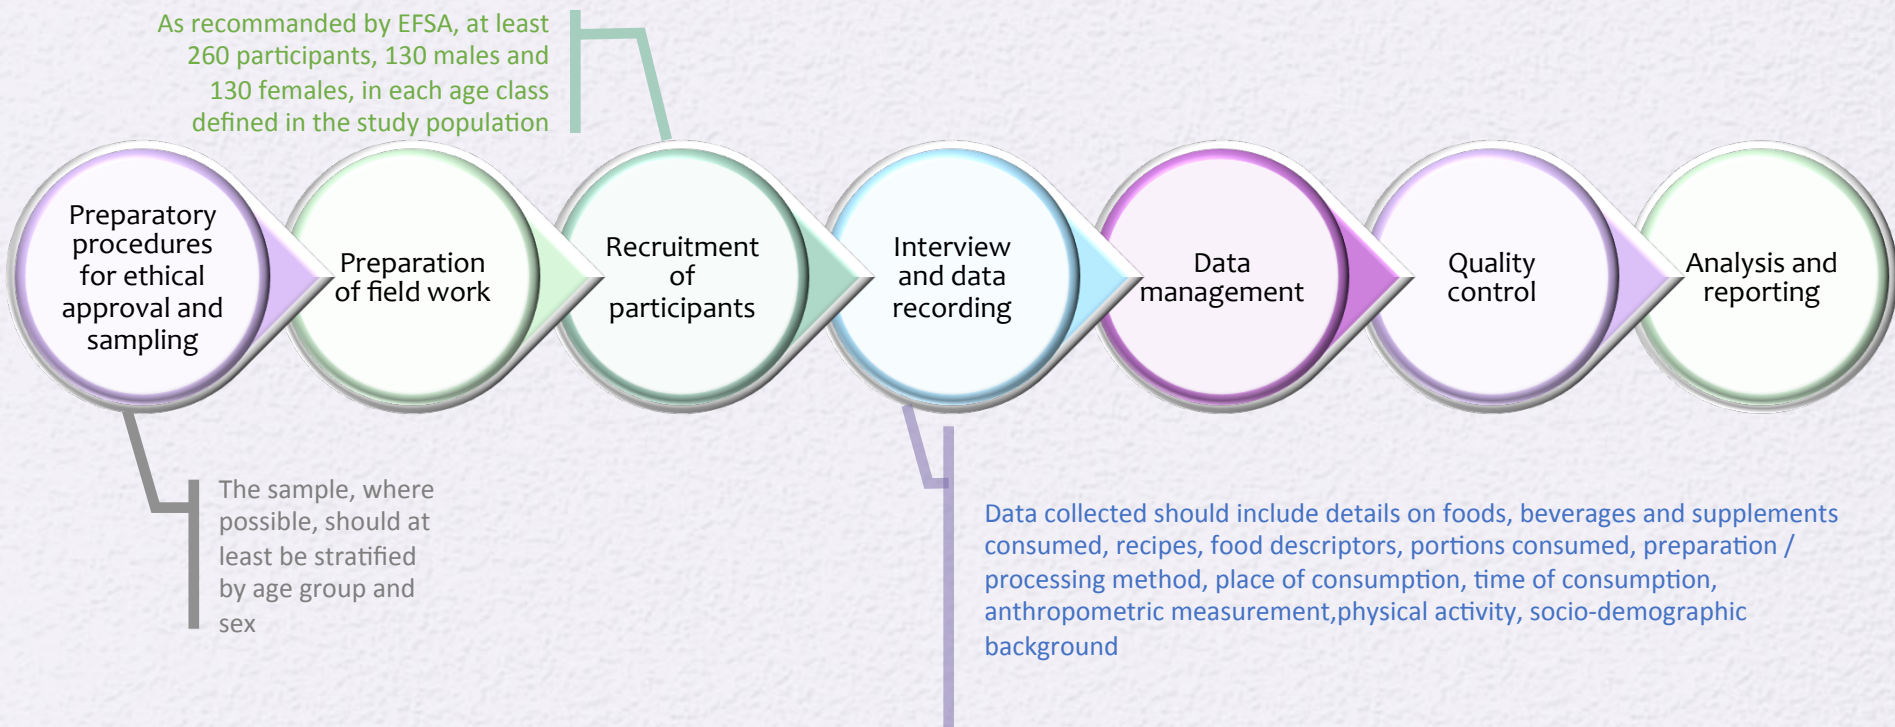 As recommanded by EFSA, at least
260 participants, 130 males and
130 females, in each age class
defined in the study population
Preparatory
procedures
for ethical
approval and
sampling
Preparation
of field work
Recruitment
of
participants
Interview
and data
recording
Data
management
Quality
control
Analysis and
reporting
The sample, where
possible, should at
least be stratified
by age group and
sex
Data collected should include details on foods, beverages and supplements
consumed, recipes, food descriptors, portions consumed, preparation /
processing method, place of consumption, time of consumption,
anthropometric measurement,physical activity, socio-demographic
background